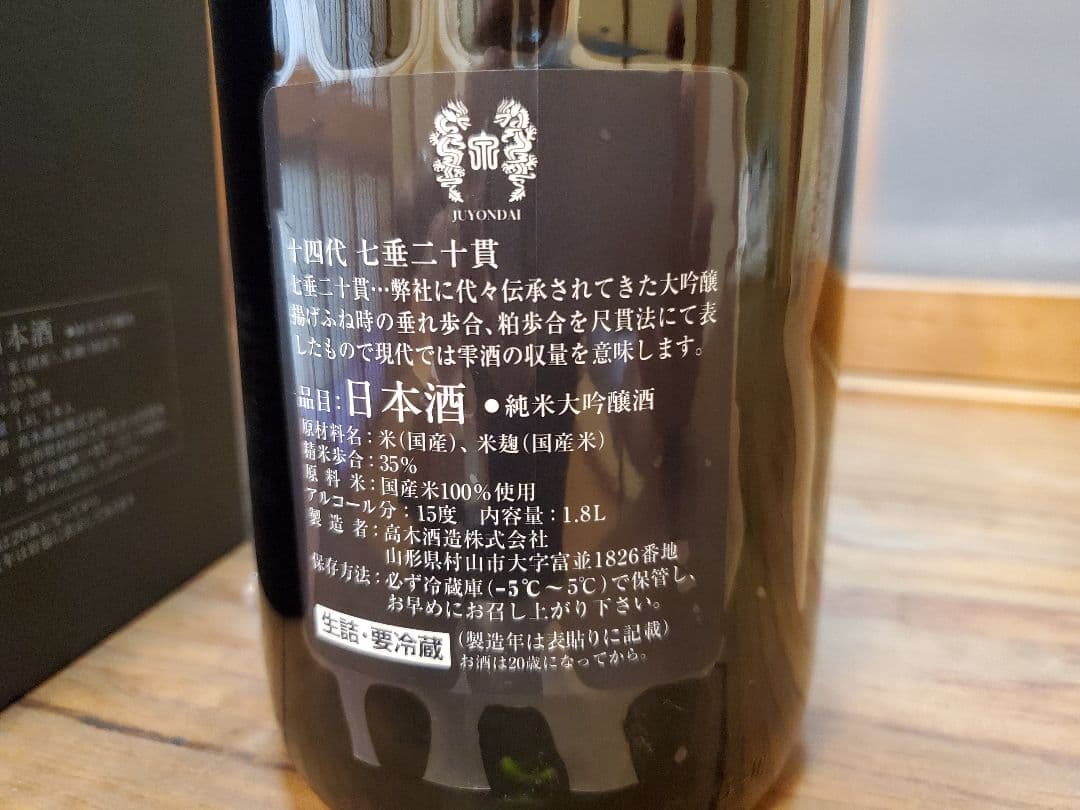 JUYONDAI
十四代 七垂二十貫
七垂二十貫…弊社に代々伝承されてきた大吟醸
揚げふね時の垂れ歩合、粕歩合を尺貫法にて表
したもので現代では雫酒の収量を意味します。
品目:日本酒 ●純米大吟醸酒
原材料名:米(国産)、米麹(国産米)
精米歩合:35%
原料米:国産米100%使用
アルコール分:15度 内容量:1.8L
製造者:高木酒造株式会社
山形県村山市大字富並1826番地
保存方法:必ず冷蔵庫(-5℃～5℃)で保管し、
お早めにお召し上がり下さい。
生詰・要冷蔵 (製造年は表貼りに記載)
お酒は20歳になってから。
日本酒